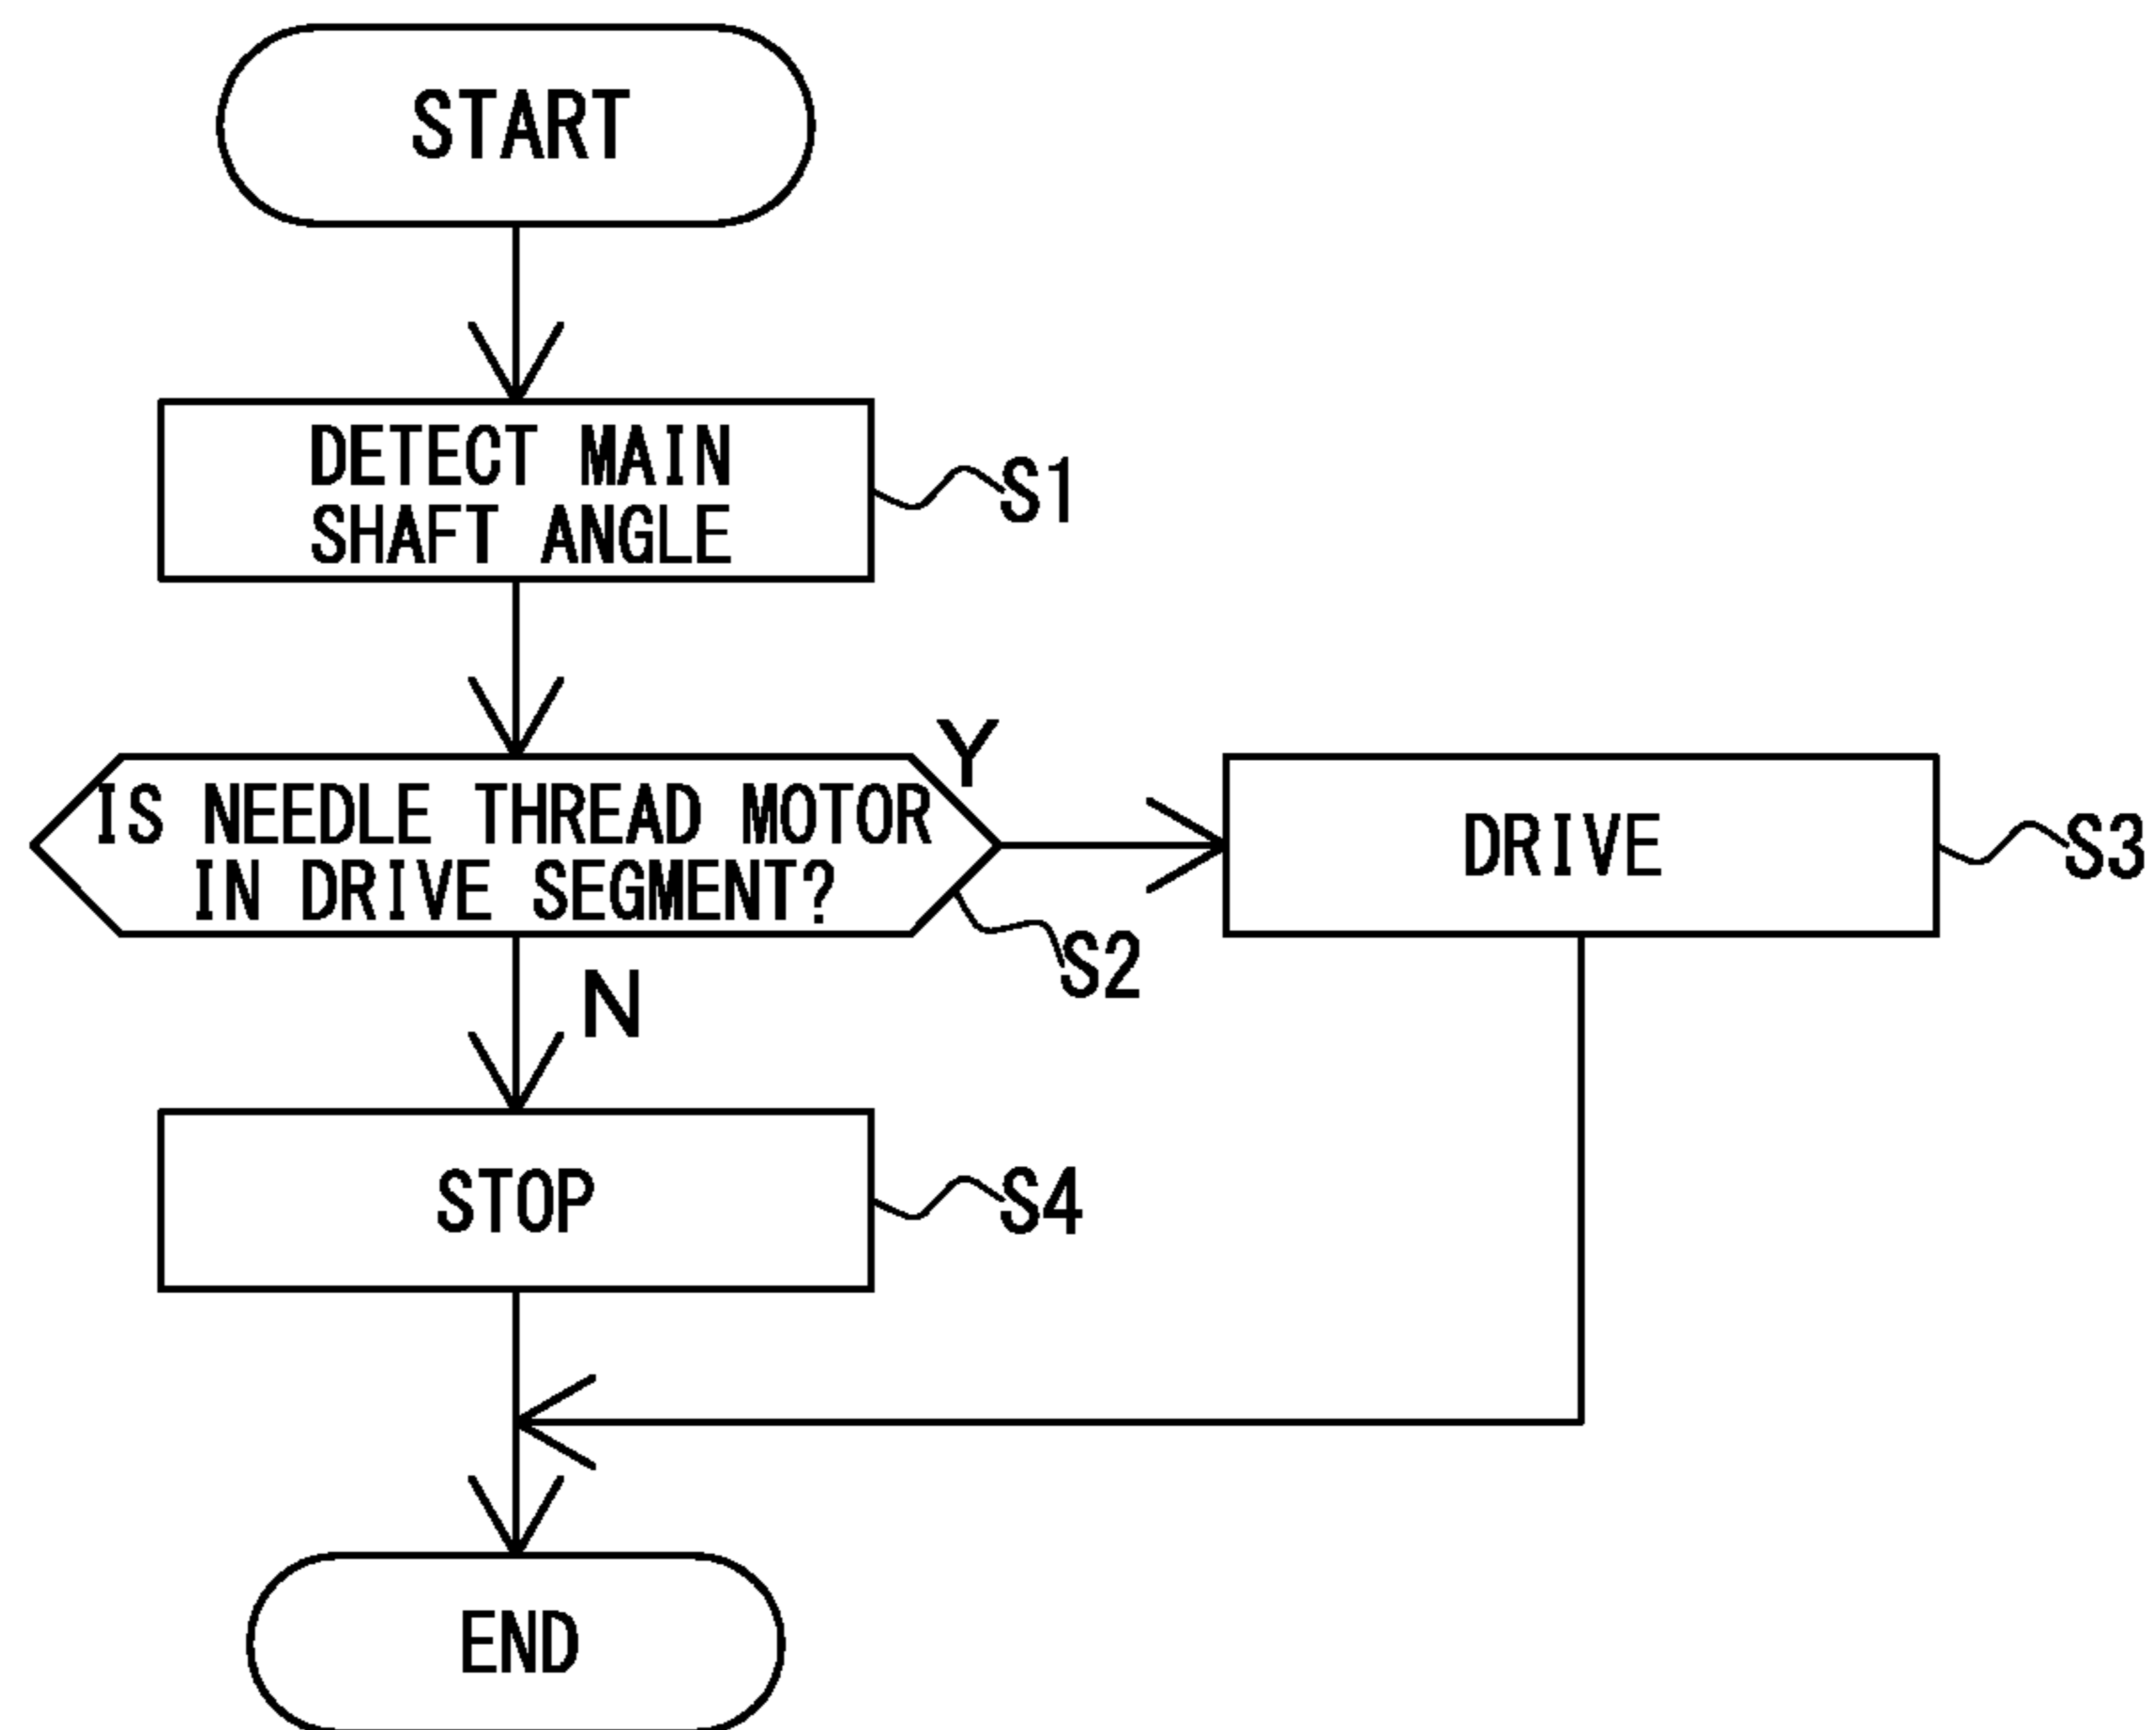 START
DETECT MAIN
SHAFT ANGLE
S1
IS NEEDLE THREAD MOTOR
IN DRIVE SEGMENT?
Y
S2
DRIVE
S3
N
STOP
S4
END